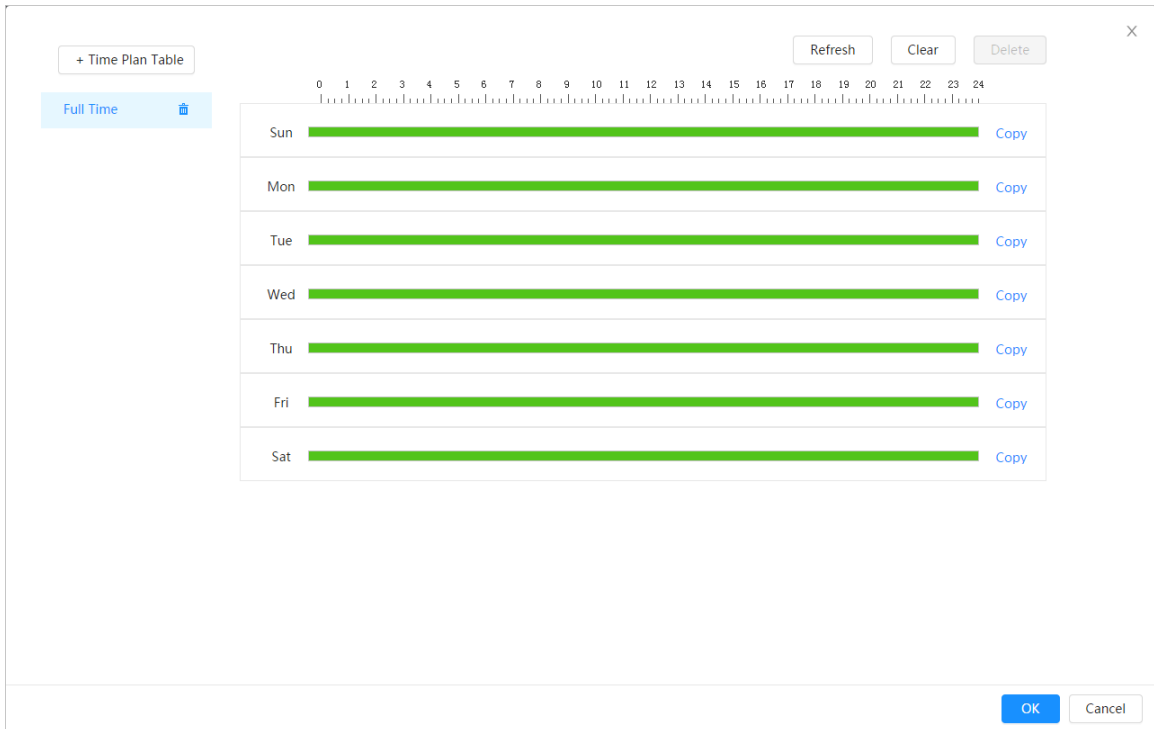 + Time Plan Table
Refresh Clear Delete
Full Time
0 1 2 3 4 5 6 7 8 9 10 11 12 13 14 15 16 17 18 19 20 21 22 23 24
Sun Copy
Mon Copy
Tue Copy
Wed Copy
Thu Copy
Fri Copy
Sat Copy
OK Cancel